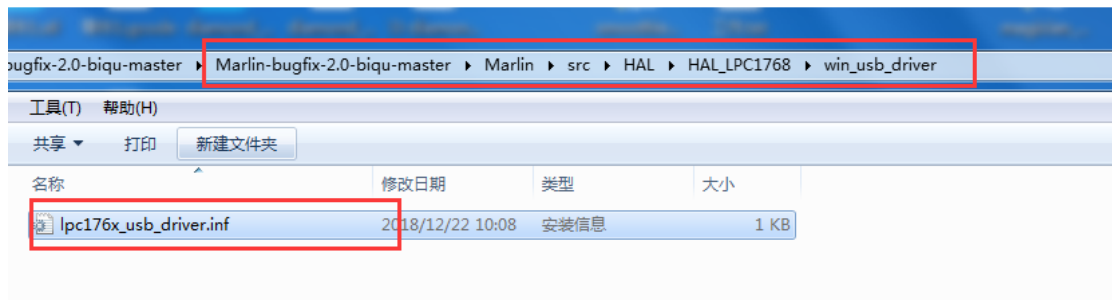 bugfix-2.0-biqu-master ▸ Marlin-bugfix-2.0-biqu-master ▸ Marlin ▸ src ▸ HAL ▸ HAL_LPC1768 ▸ win_usb_driver
工具(T) 帮助(H)
共享 打印 新建文件夹
名称 修改日期 类型 大小
lpc176x_usb_driver.inf 2018/12/22 10:08 安装信息 1 KB